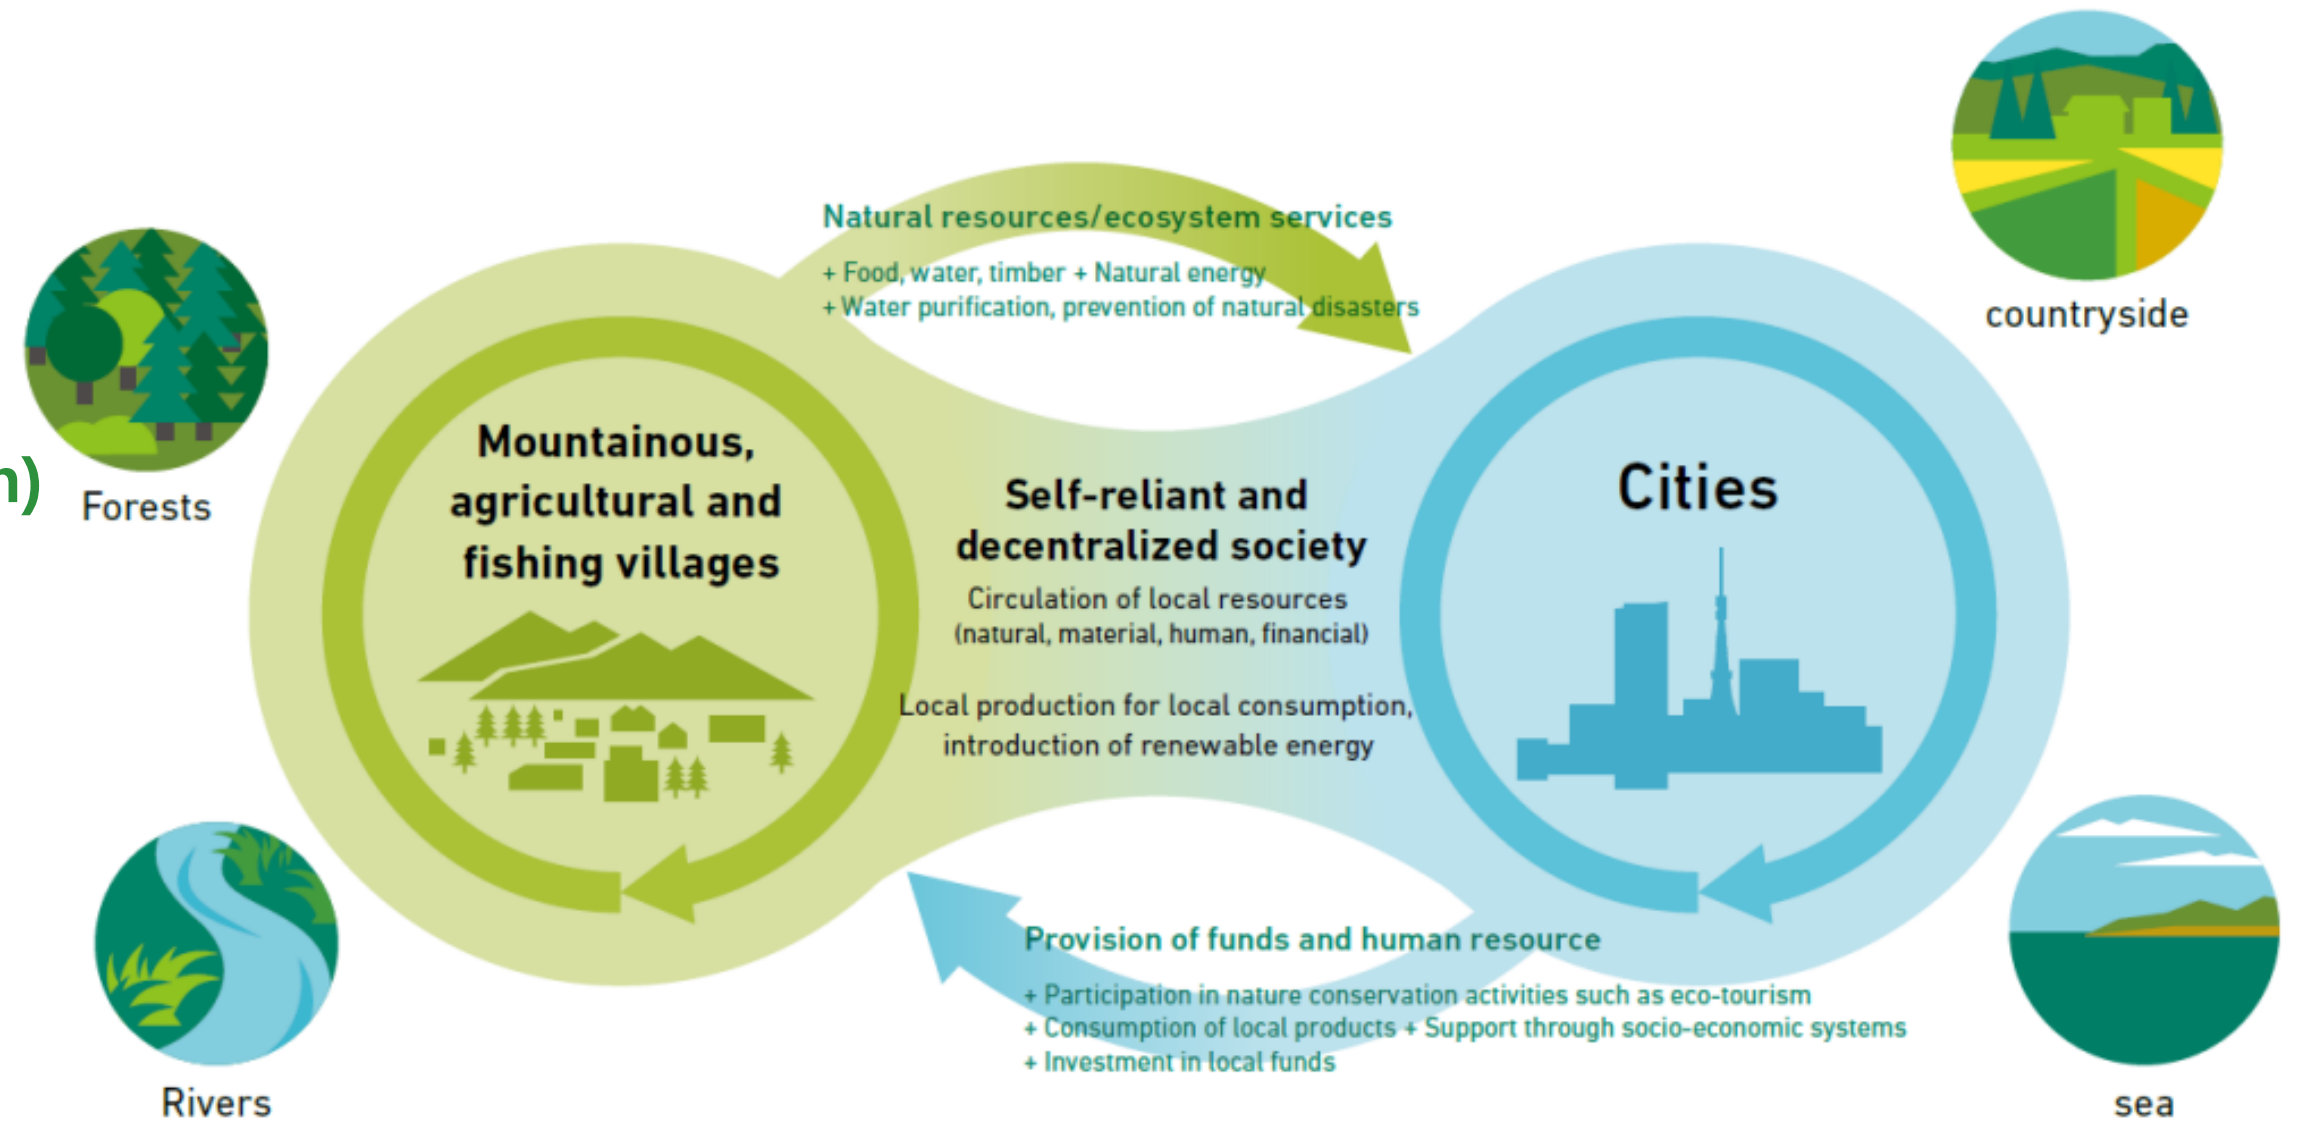 countryside
Natural resources/ecosystem services
+ Food, water, timber + Natural energy
+ Water purification, prevention of natural disasters
n)
Forests
Mountainous,
agricultural and
fishing villages
Self-reliant and
decentralized society
Circulation of local resources
(natural, material, human, financial)
Local production for local consumption,
introduction of renewable energy
Cities
Provision of funds and human resource
+ Participation in nature conservation activities such as eco-tourism
+ Consumption of local products + Support through socio-economic systems
+ Investment in local funds
Rivers
sea